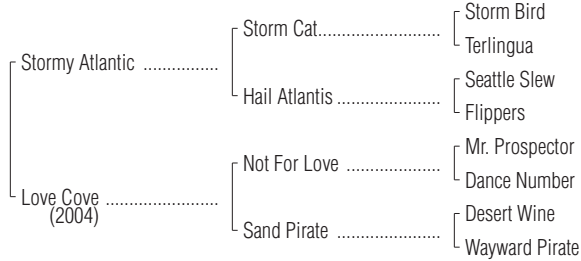 Storm Bird
Storm Cat....................
Terlingua
Stormy Atlantic ............
Seattle Slew
Hail Atlantis .................
Flippers
Mr. Prospector
Not For Love ...............
Dance Number
Love Cove ..................
(2004)
Desert Wine
Sand Pirate .................
Wayward Pirate